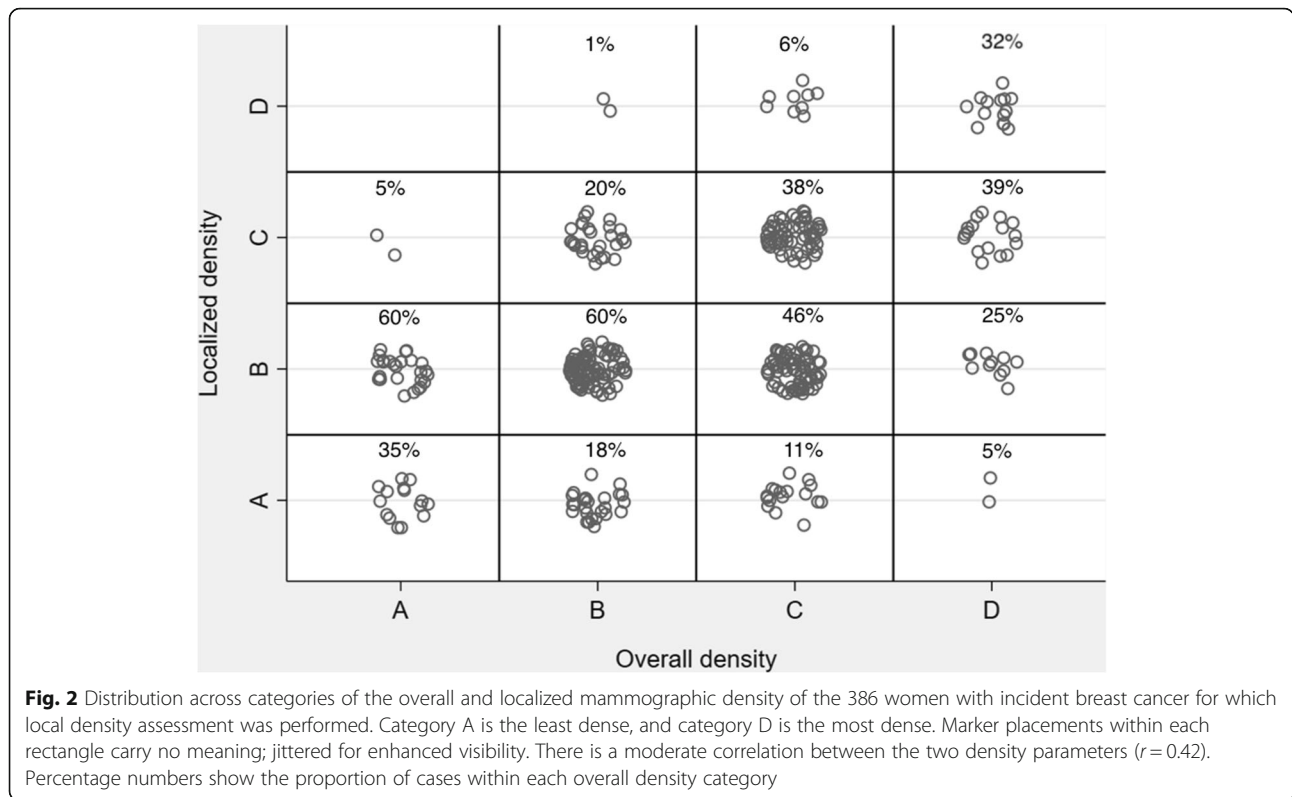 1% 6% 32%
D
5% 20% 38% 39%
C
60% 60% 46% 25%
B
35% 18% 11% 5%
A
Localized density
A B C D
Overall density
Fig. 2 Distribution across categories of the overall and localized mammographic density of the 386 women with incident breast cancer for which
local density assessment was performed. Category A is the least dense, and category D is the most dense. Marker placements within each
rectangle carry no meaning; jittered for enhanced visibility. There is a moderate correlation between the two density parameters (r = 0.42).
Percentage numbers show the proportion of cases within each overall density category